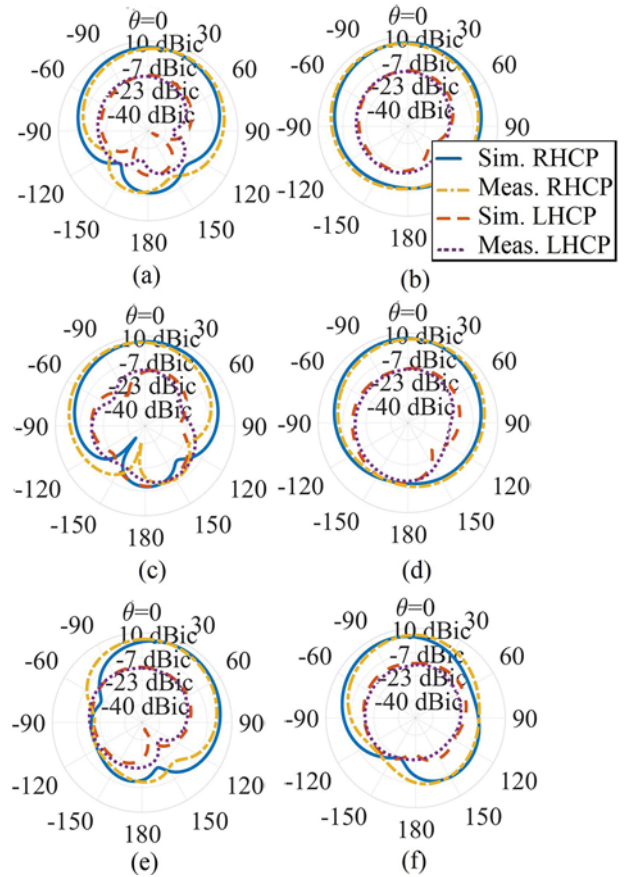 θ=0
-90 30
10 dBic
-60 60
-7 dBic
-23 dBic
-40 dBic
-90 90
-120 120
-150 150
180
(a)
θ=0
-90 30
10 dBic
-60 60
-7 dBic
-23 dBic
-40 dBic
-90 90
-120
-150 150
180
(b)
Sim. RHCP
Meas. RHCP
Sim. LHCP
Meas. LHCP
θ=0
-90 30
10 dBic
-60 60
-7 dBic
-23 dBic
-40 dBic
-90 90
-120 120
-150 150
180
(c)
θ=0
-90 30
10 dBic
-60 60
-7 dBic
-23 dBic
-40 dBic
-90 90
-120 120
-150 150
180
(d)
θ=0
-90 30
10 dBic
-60 60
-7 dBic
-23 dBic
-40 dBic
-90 90
-120 120
-150 150
180
(e)
θ=0
-90 30
10 dBic
-60 60
-7 dBic
-23 dBic
-40 dBic
-90 90
-120 120
-150 150
180
(f)